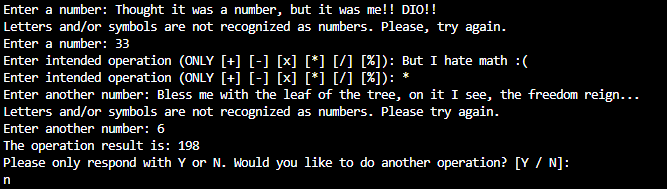 Enter a number: Thought it was a number, but it was me!! DIO!!
Letters and/or symbols are not recognized as numbers. Please, try again.
Enter a number: 33
Enter intended operation (ONLY [+] [-] [x] [*] [/] [%]): But I hate math :(
Enter intended operation (ONLY [+] [-] [x] [*] [/] [%]): *
Enter another number: Bless me with the leaf of the tree, on it I see, the freedom reign...
Letters and/or symbols are not recognized as numbers. Please try again.
Enter another number: 6
The operation result is: 198
Please only respond with Y or N. Would you like to do another operation? [Y / N]:
n